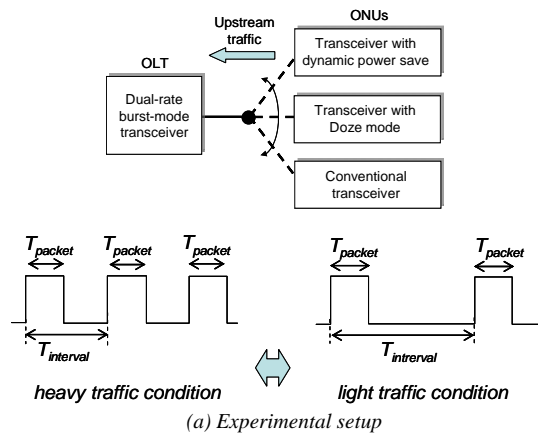 Upstream
traffic
ONUs
OLT
Transceiver with
dynamic power save
Dual-rate
burst-mode
transceiver
Transceiver with
Doze mode
Conventional
transceiver
Tpacket Tpacket Tpacket
Tinterval
heavy traffic condition
Tpacket Tpacket
Tintreval
light traffic condition
(a) Experimental setup